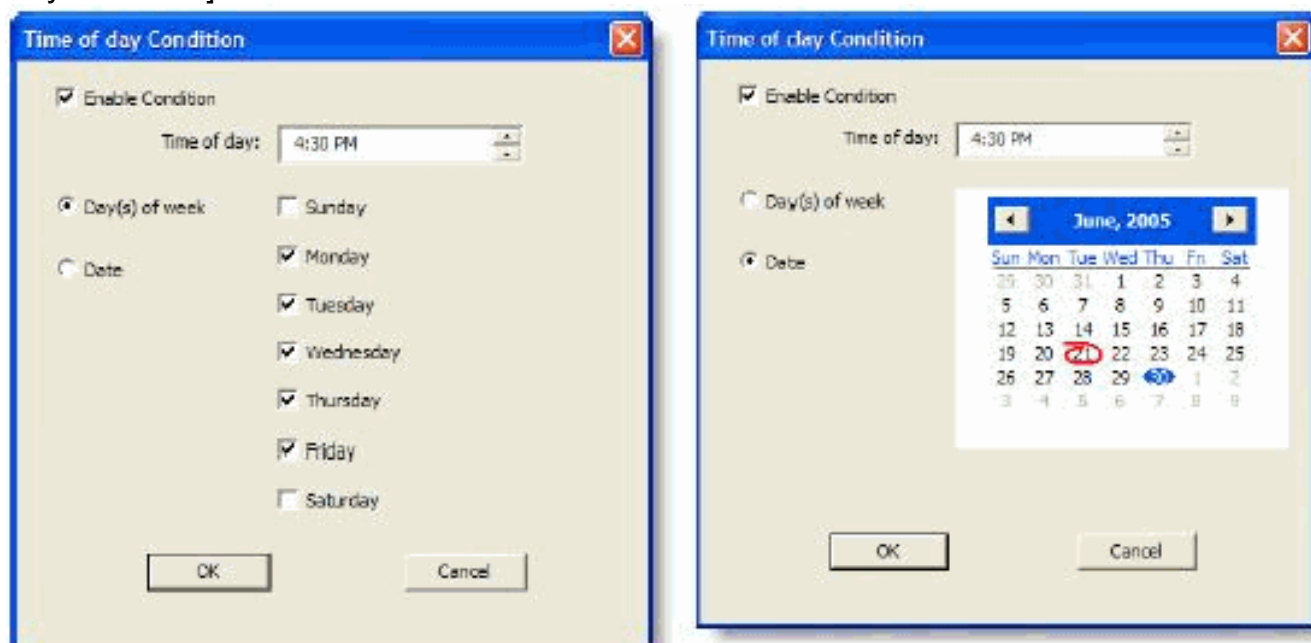 Time of day Condition
Enable Condition
Time of day: 4:30 PM
Day(s) of week
Date
Sunday
Monday
Tuesday
Wednesday
Thursday
Friday
Saturday
OK Cancel
Time of day Condition
Enable Condition
Time of day: 4:30 PM
Day(s) of week
Date
June, 2005
Sun Mon Tue Wed Thu Fri Sat
29 30 31 1 2 3 4
5 6 7 8 9 10 11
12 13 14 15 16 17 18
19 20 21 22 23 24 25
26 27 28 29 30 1 2
3 4 5 6 7 8 9
OK Cancel